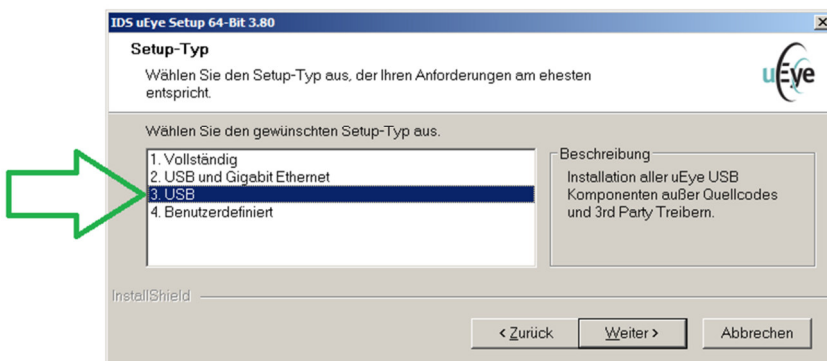 IDS uEye Setup 64-Bit 3.80
Setup-Typ
Wählen Sie den Setup-Typ aus, der Ihren Anforderungen am ehesten
entspricht.
uEye
Wählen Sie den gewünschten Setup-Typ aus.
1. Vollständig
2. USB und Gigabit Ethernet
3. USB
4. Benutzerdefiniert
Beschreibung
Installation aller uEye USB
Komponenten außer Quellcodes
und 3rd Party Treibern.
InstallShield
< Zurück Weiter > Abbrechen